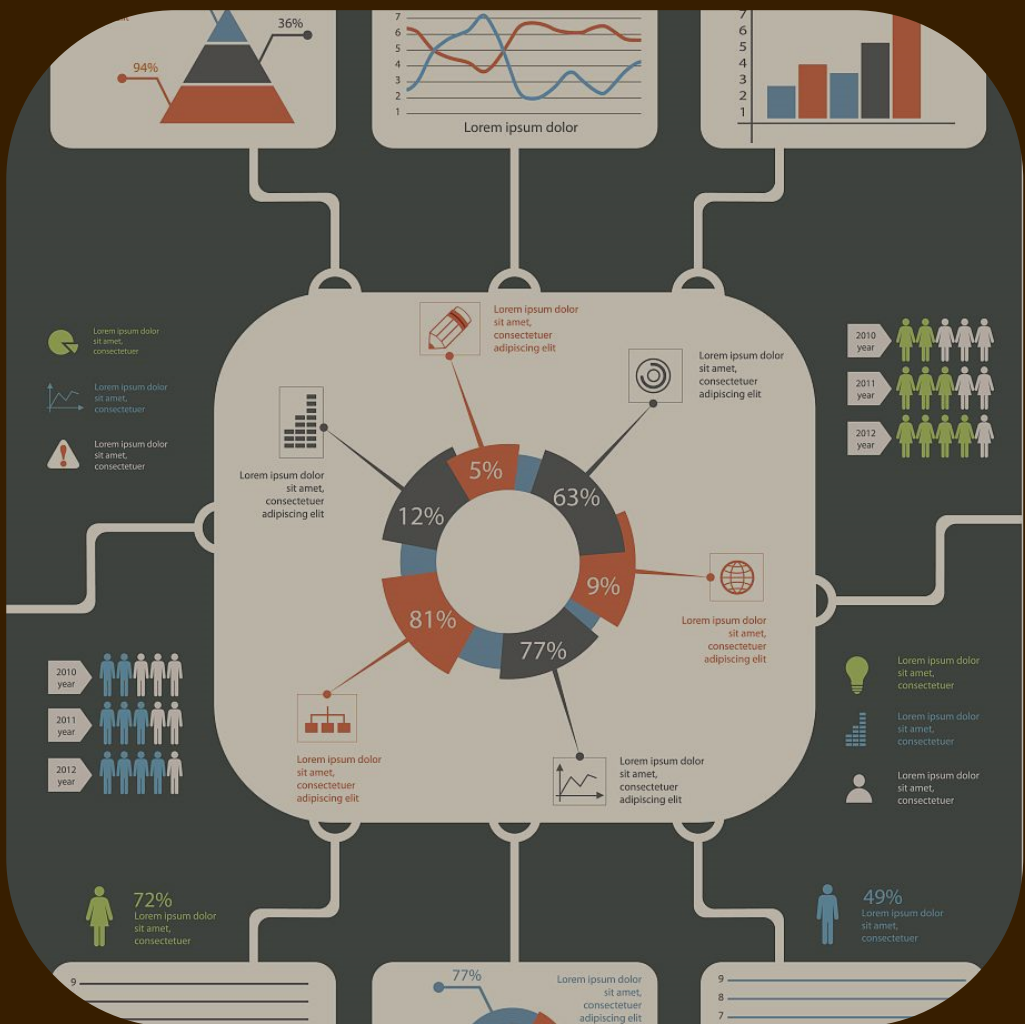 36%
94%
7
6
5
4
3
2
1
Lorem ipsum dolor
7
6
5
4
3
2
1
Lorem ipsum dolor
sit amet,
consectetuer
Lorem ipsum dolor
sit amet,
consectetuer
Lorem ipsum dolor
sit amet,
consectetuer
Lorem ipsum dolor
sit amet,
consectetuer
adipiscing elit
Lorem ipsum dolor
sit amet,
consectetuer
adipiscing elit
2010
year
2011
year
2012
year
Lorem ipsum dolor
sit amet,
consectetuer
adipiscing elit
5%
63%
12%
9%
81%
77%
Lorem ipsum dolor
sit amet,
consectetuer
adipiscing elit
2010
year
2011
year
2012
year
Lorem ipsum dolor
sit amet,
consectetuer
adipiscing elit
Lorem ipsum dolor
sit amet,
consectetuer
adipiscing elit
Lorem ipsum dolor
sit amet,
consectetuer
Lorem ipsum dolor
sit amet,
consectetuer
Lorem ipsum dolor
sit amet,
consectetuer
72%
Lorem ipsum dolor
sit amet,
consectetuer
49%
Lorem ipsum dolor
sit amet,
consectetuer
9
77%
Lorem ipsum dolor
sit amet,
consectetuer
adipiscing elit
9
8
7